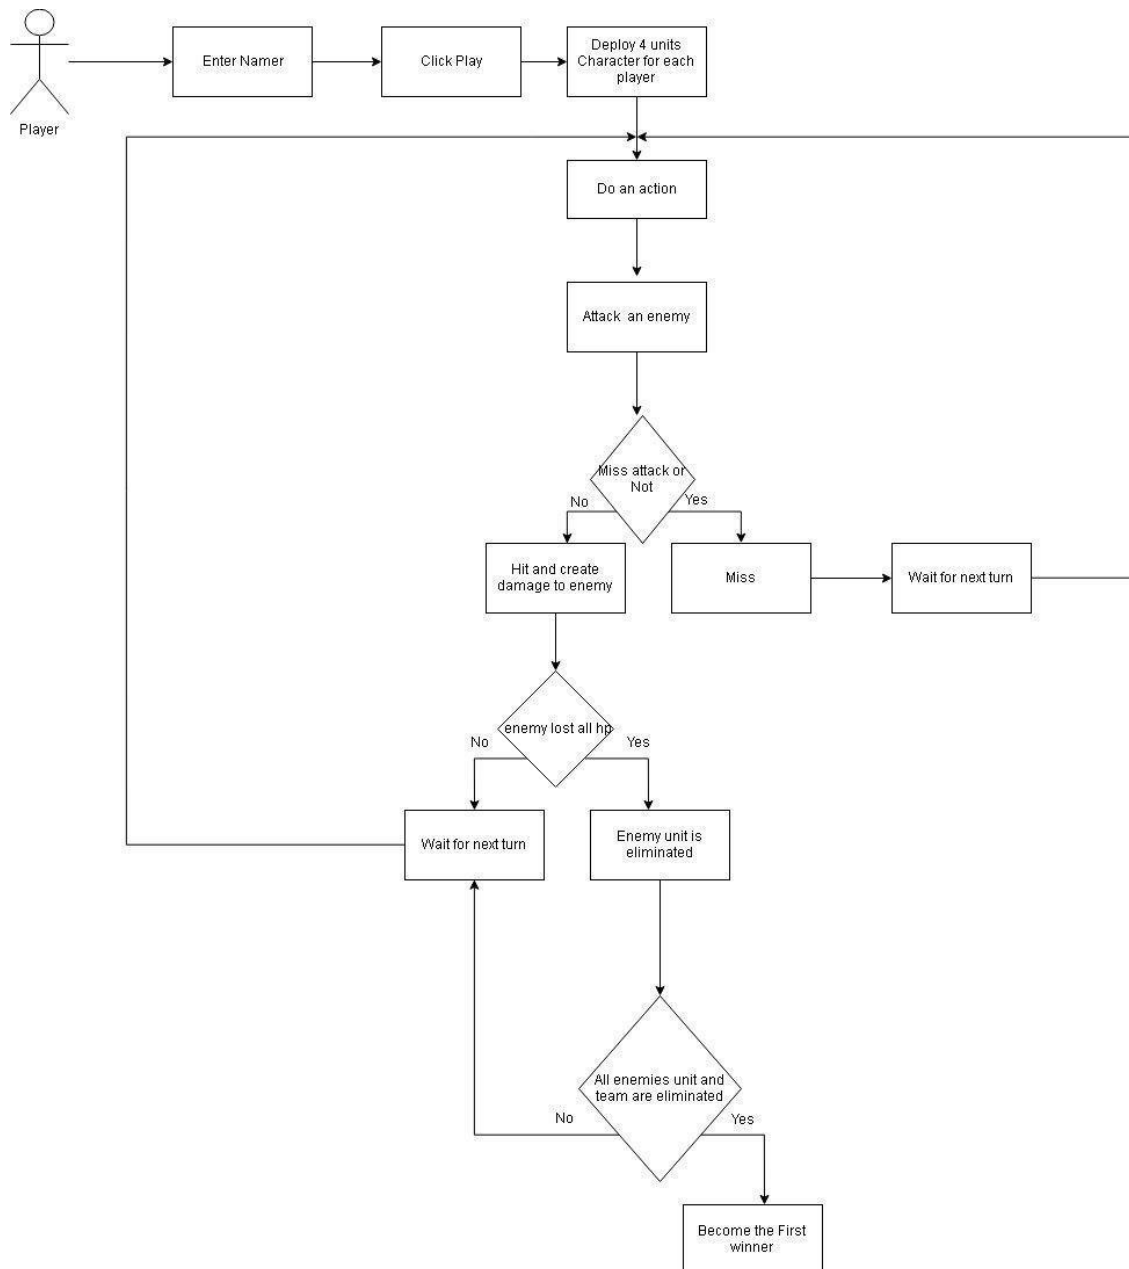 Player
Enter Namer
Click Play
Deploy 4 units
Character for each
player
Do an action
Attack  an enemy
Miss attack or
Not
No
Yes
Hit and create
damage to enemy
Miss
Wait for next turn
enemy lost all hp
No
Yes
Wait for next turn
Enemy unit is
eliminated
All enemies unit and
team are eliminated
No
Yes
Become the First
winner